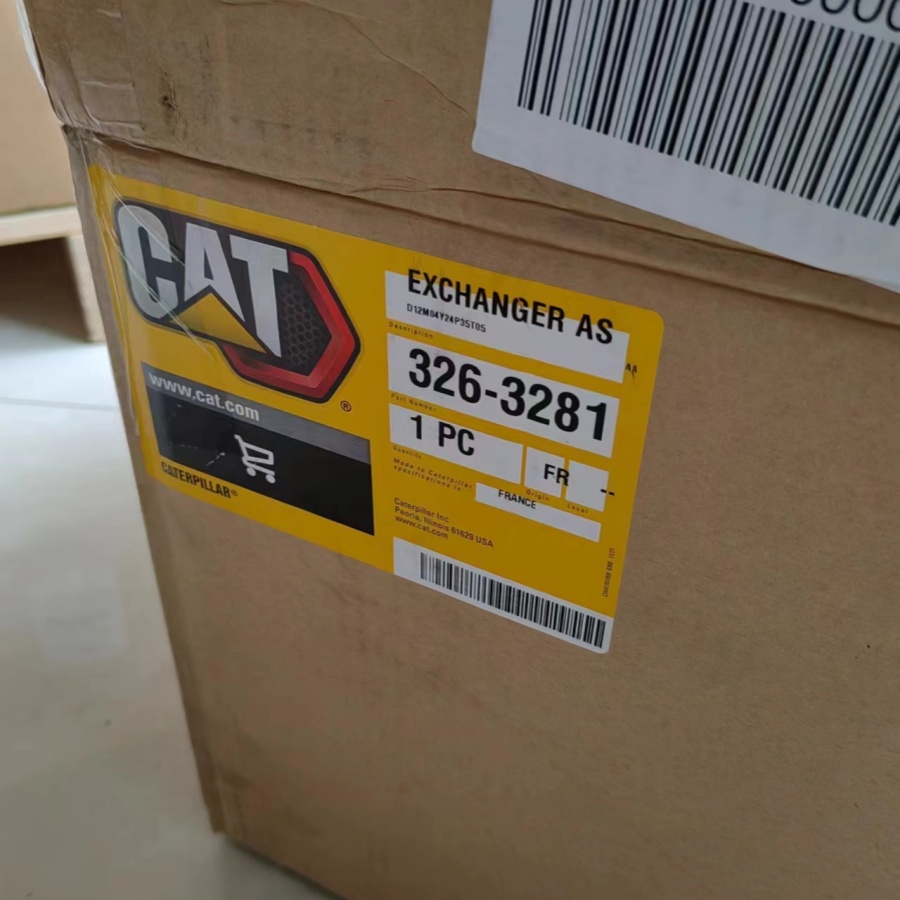 CAT
®
www.cat.com
CATERPILLAR®
EXCHANGER AS
D12M04Y24P35T05
Description
326-3281
Part Number
1 PC
FR
--
Quantity
Origin
Local
Made to Caterpillar
specifications in
FRANCE
Caterpillar Inc
Peoria, Illinois 61629 USA
www.cat.com